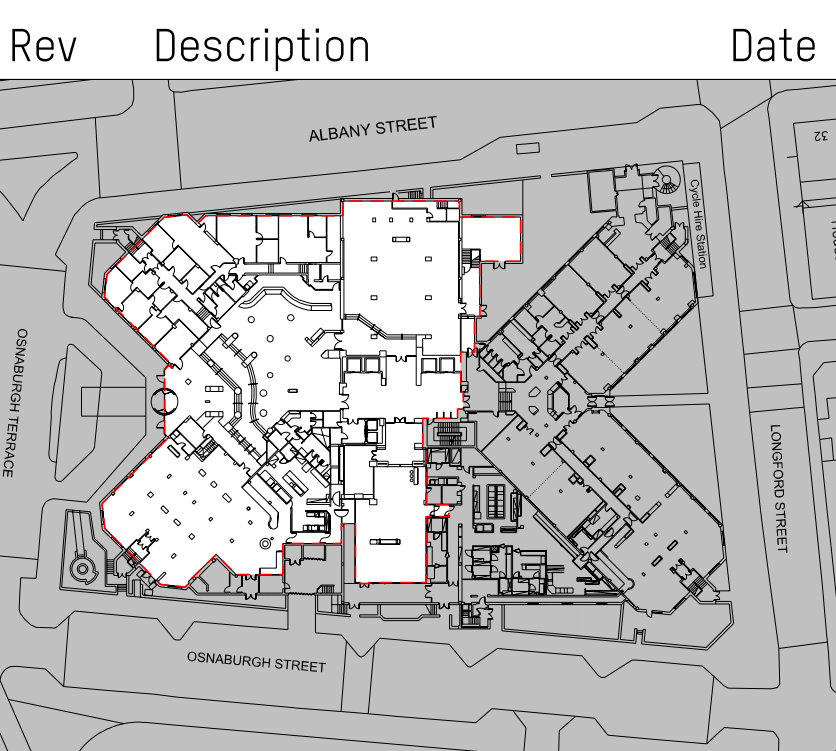 Rev Description Date
ALBANY STREET
32
Cycle Hire Station
OSNABURGH TERRACE
LONGFORD STREET
OSNABURGH STREET